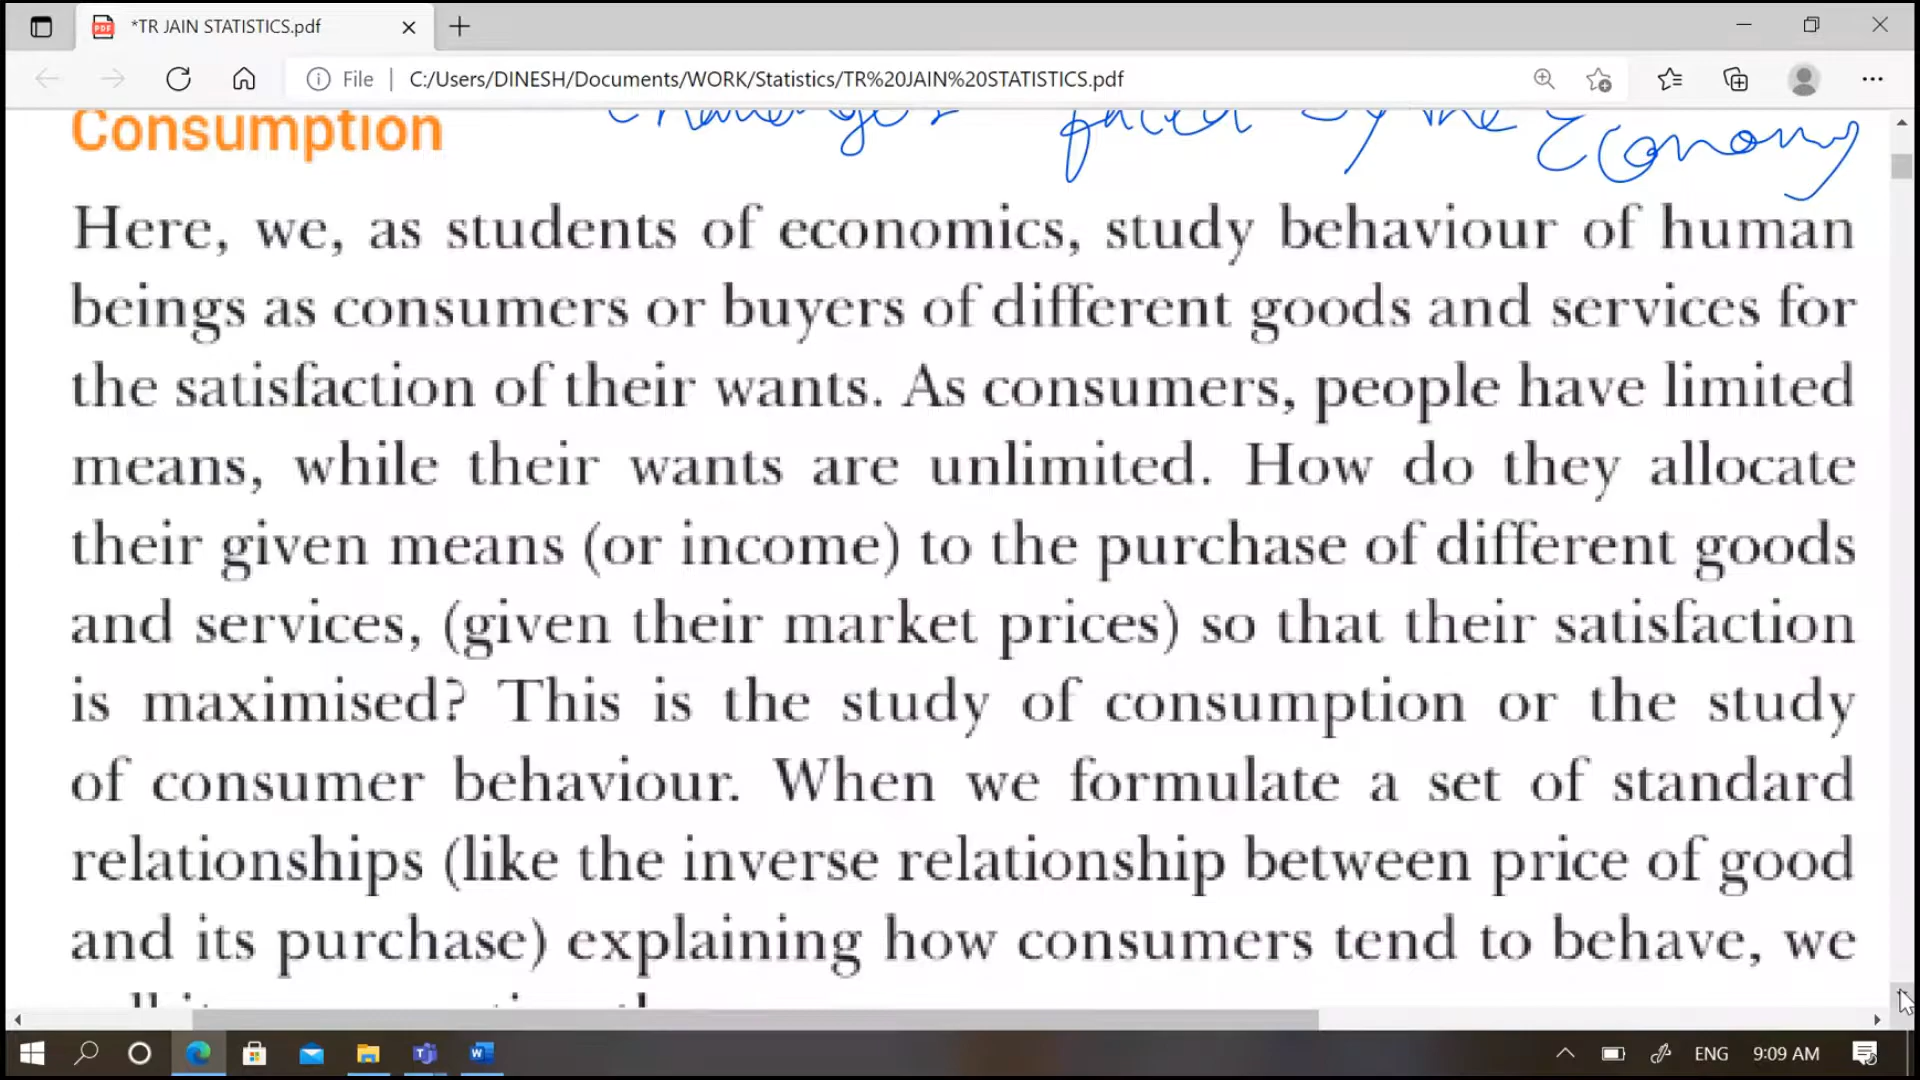 *TR JAIN STATISTICS.pdf
File
C:/Users/DINESH/Documents/WORK/Statistics/TR%20JAIN%20STATISTICS.pdf
Consumption
by the Economy
Here, we, as students of economics, study behaviour of human
beings as consumers or buyers of different goods and services for
the satisfaction of their wants. As consumers, people have limited
means, while their wants are unlimited. How do they allocate
their given means (or income) to the purchase of different goods
and services, (given their market prices) so that their satisfaction
is maximised? This is the study of consumption or the study
of consumer behaviour. When we formulate a set of standard
relationships (like the inverse relationship between price of good
and its purchase) explaining how consumers tend to behave, we
ENG
9:09 AM